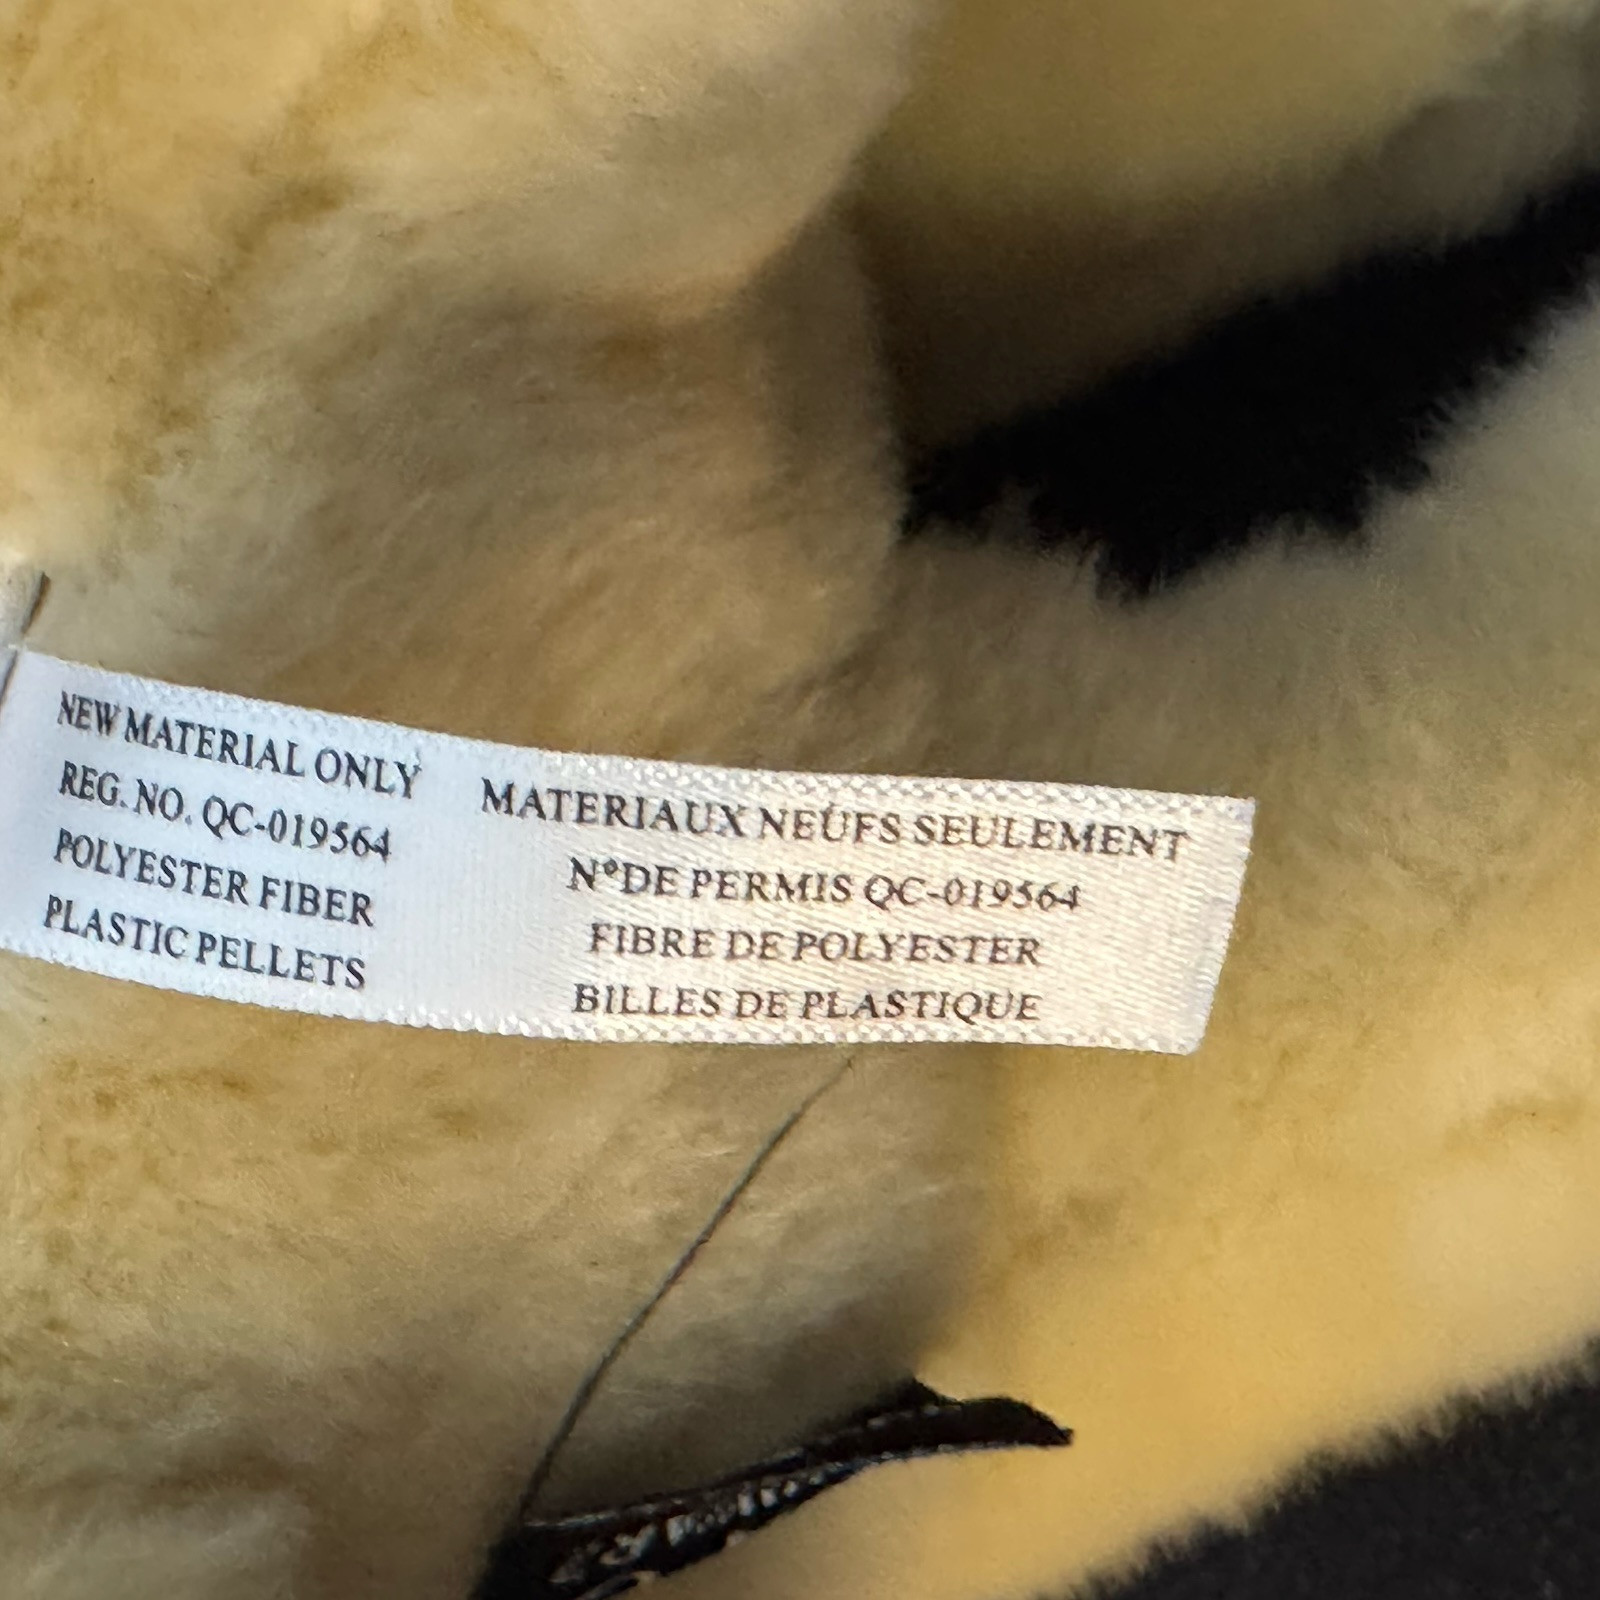 NEW MATERIAL ONLY
REG. NO. QC-019564
POLYESTER FIBER
PLASTIC PELLETS
MATERIAUX NEUFS SEULEMENT
N° DE PERMIS QC-019564
FIBRE DE POLYESTER
BILLES DE PLASTIQUE